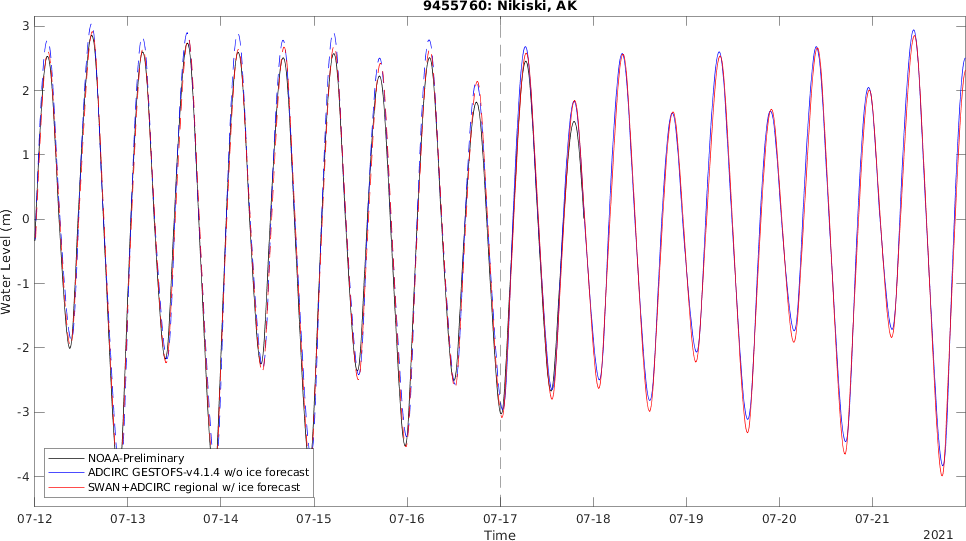 9455760: Nikiski, AK
3
2
1
0
-1
-2
-3
-4
Water Level (m)
NOAA-Preliminary
ADCIRC GESTOFS-v4.1.4 w/o ice forecast
SWAN+ADCIRC regional w/ ice forecast
07-12 07-13 07-14 07-15 07-16 07-17 07-18 07-19 07-20 07-21
Time
2021